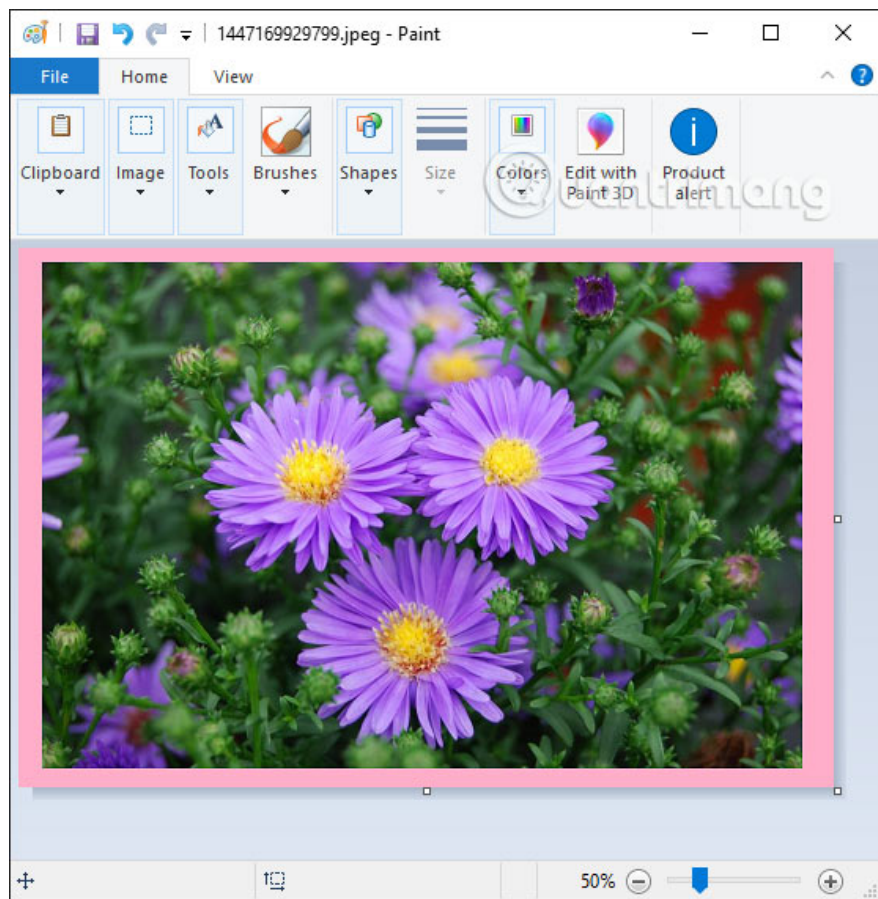 1447169929799.jpeg - Paint
File Home View
Clipboard Image Tools Brushes Shapes Size Colors Edit with Paint 3D Product alert
Quantrimang
50%